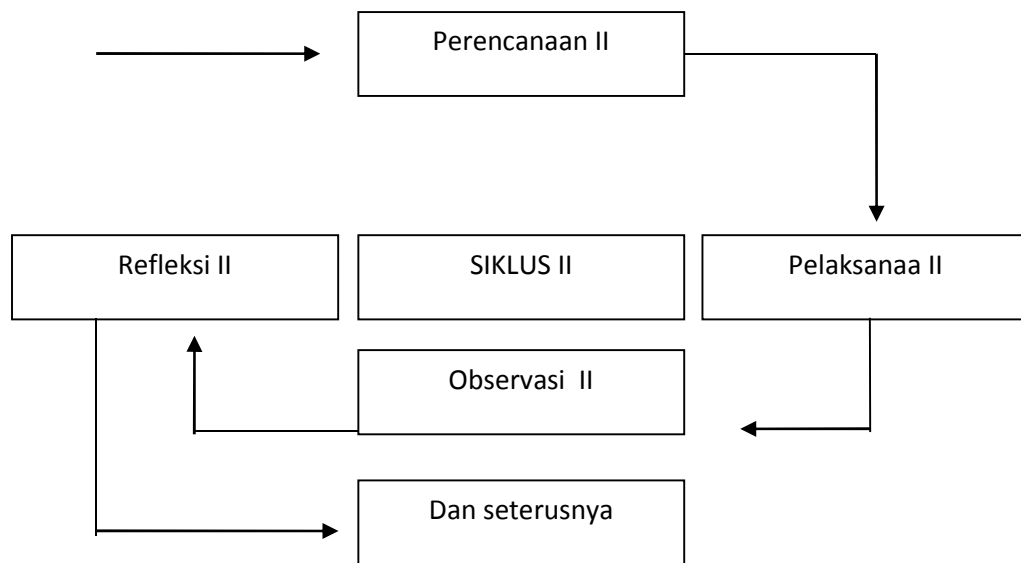 Perencanaan II
Refleksi II
SIKLUS II
Pelaksanaa II
Observasi  II
Dan seterusnya